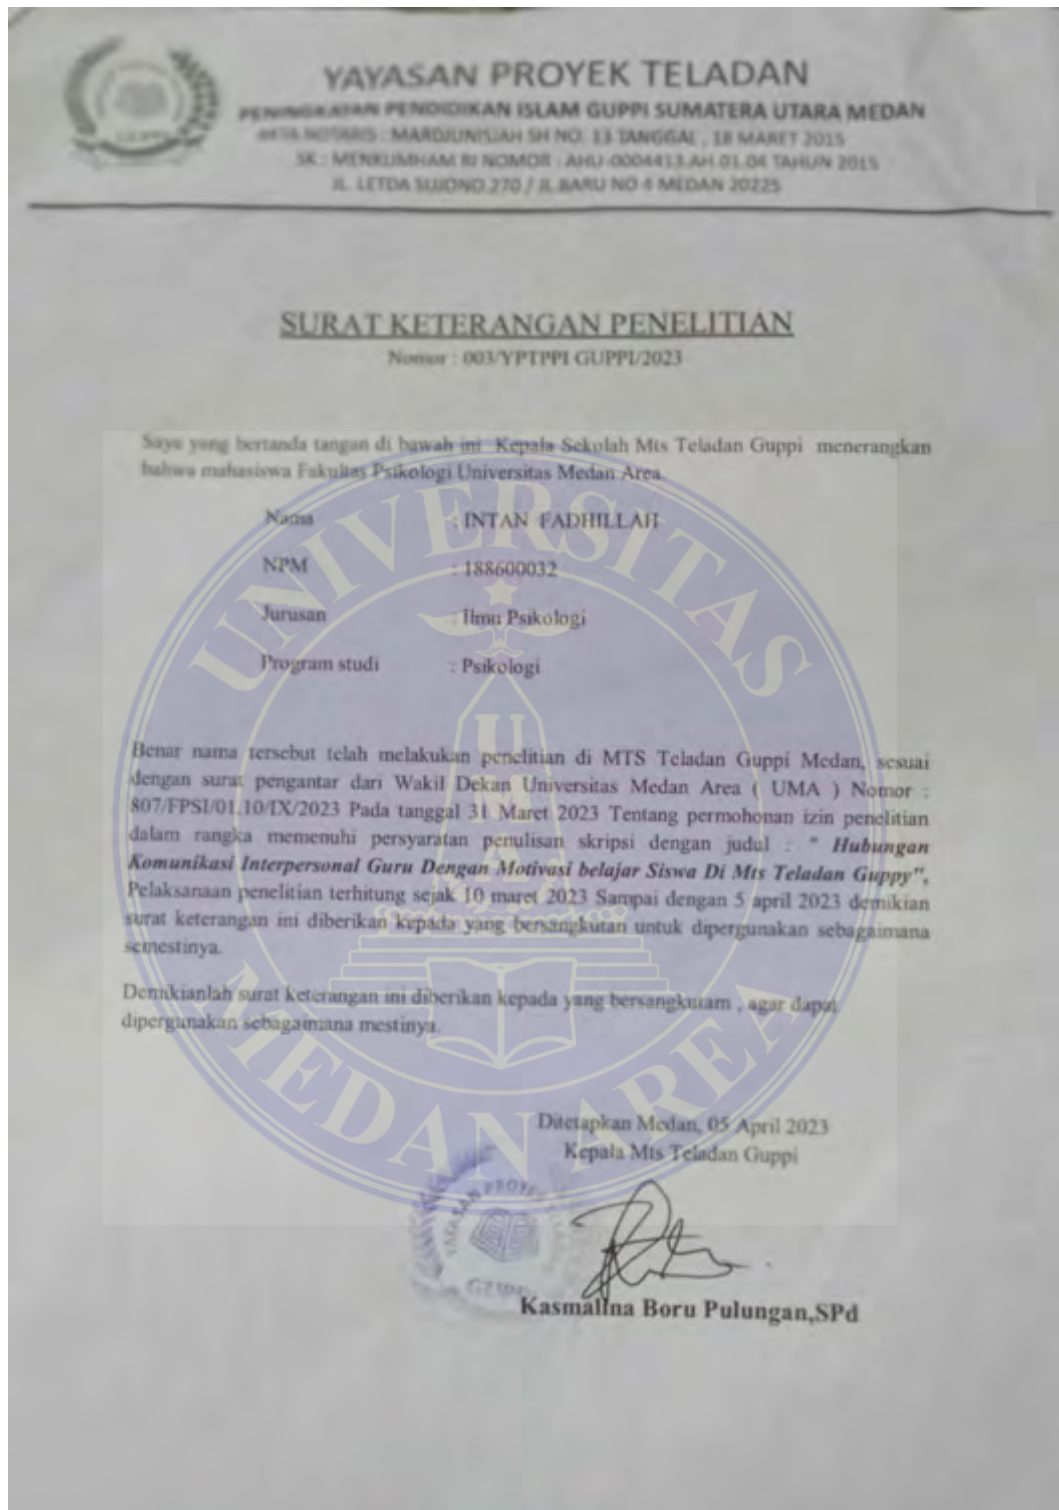 YAYASAN PROYEK TELADAN
PENINGKATAN PENDIDIKAN ISLAM GUPPI SUMATERA UTARA MEDAN
AKTA NOTARIS : MARDJUNISJAH SH NO. 13 TANGGAL , 18 MARET 2015
SK : MENKUMHAM RI NOMOR : AHU-0004413.AH.01.04 TAHUN 2015
JL. LETDA SUJONO 270 / JL BARU NO 4 MEDAN 20225
SURAT KETERANGAN PENELITIAN
Nomor : 003/YPTPPI GUPPI/2023
Saya yang bertanda tangan di bawah ini Kepala Sekolah Mts Teladan Guppi menerangkan
bahwa mahasiswa Fakultas Psikologi Universitas Medan Area.
Nama : INTAN FADHILLAH
NPM : 188600032
Jurusan : Ilmu Psikologi
Program studi : Psikologi
Benar nama tersebut telah melakukan penelitian di MTS Teladan Guppi Medan, sesuai
dengan surat pengantar dari Wakil Dekan Universitas Medan Area ( UMA ) Nomor :
807/FPSI/01.10/IX/2023 Pada tanggal 31 Maret 2023 Tentang permohonan izin penelitian
dalam rangka memenuhi persyaratan penulisan skripsi dengan judul : " Hubungan
Komunikasi Interpersonal Guru Dengan Motivasi belajar Siswa Di Mts Teladan Guppy",
Pelaksanaan penelitian terhitung sejak 10 maret 2023 Sampai dengan 5 april 2023 demikian
surat keterangan ini diberikan kepada yang bersangkutan untuk dipergunakan sebagaimana
semestinya.
Demikianlah surat keterangan ini diberikan kepada yang bersangkutam , agar dapat
dipergunakan sebagaimana mestinya.
Ditetapkan Medan, 05 April 2023
Kepala Mts Teladan Guppi
YAYASAN PROYEK
GUPPI
Kasmalina Boru Pulungan,SPd
UNIVERSITAS
MEDAN AREA